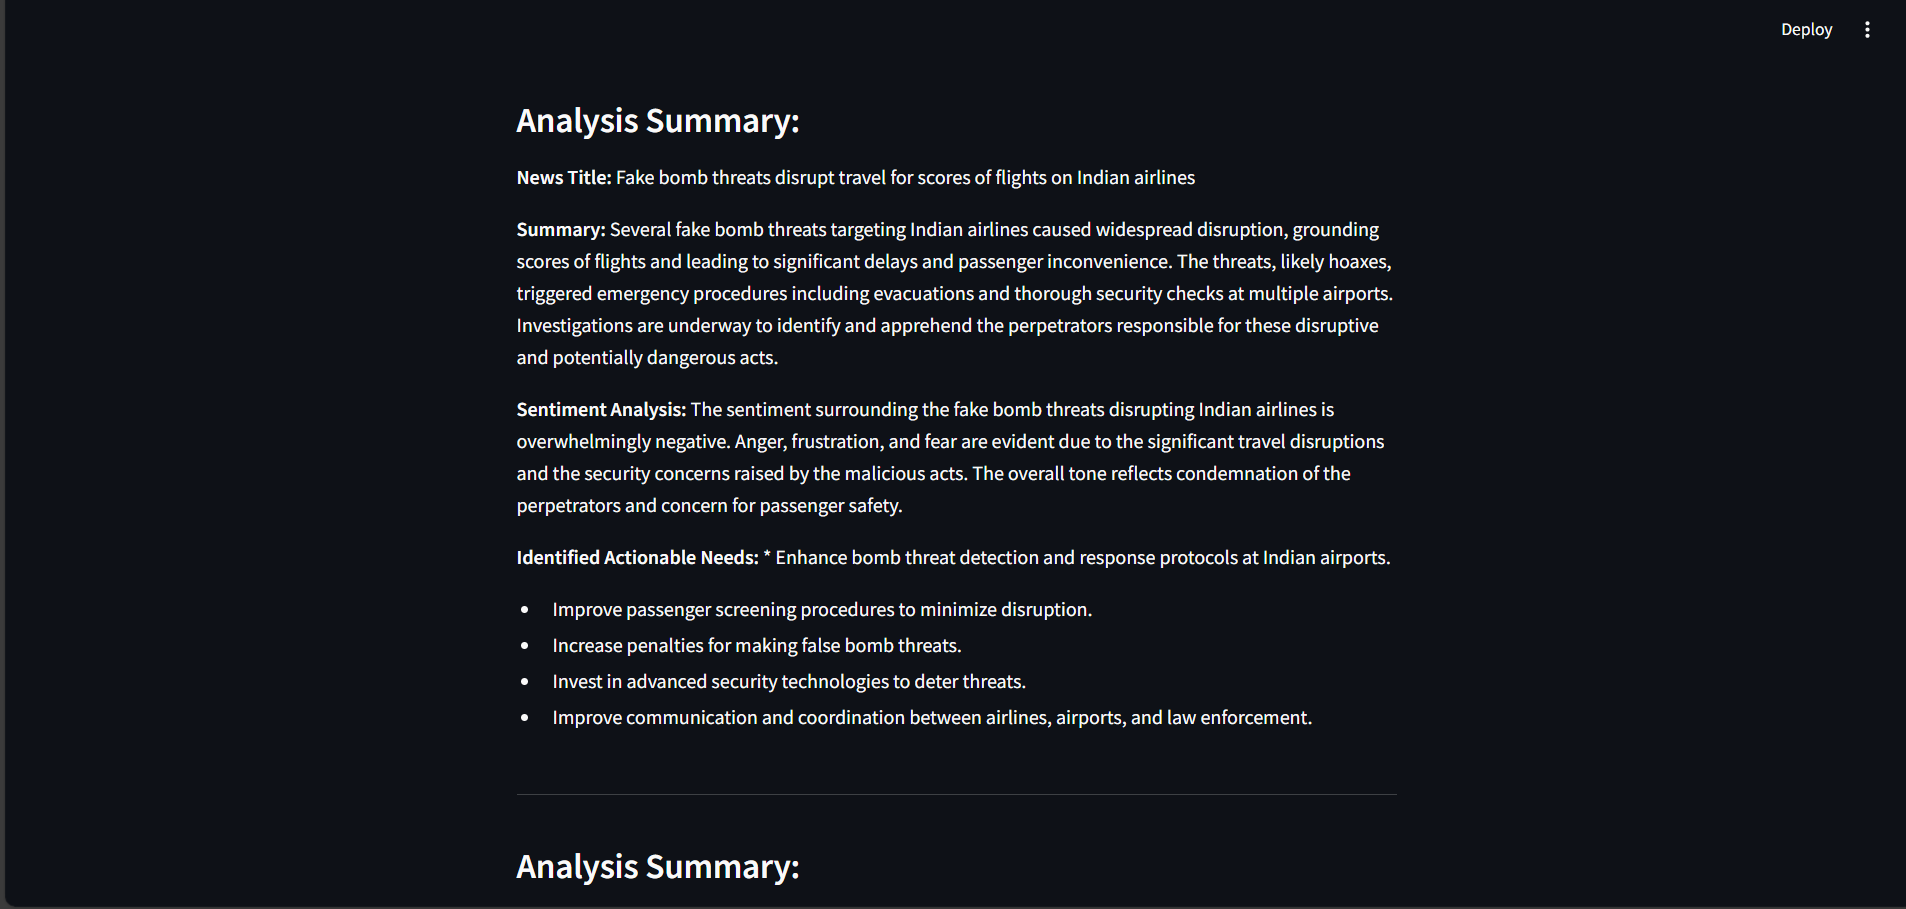 Deploy
Analysis Summary:
News Title: Fake bomb threats disrupt travel for scores of flights on Indian airlines
Summary: Several fake bomb threats targeting Indian airlines caused widespread disruption, grounding
scores of flights and leading to significant delays and passenger inconvenience. The threats, likely hoaxes,
triggered emergency procedures including evacuations and thorough security checks at multiple airports.
Investigations are underway to identify and apprehend the perpetrators responsible for these disruptive
and potentially dangerous acts.
Sentiment Analysis: The sentiment surrounding the fake bomb threats disrupting Indian airlines is
overwhelmingly negative. Anger, frustration, and fear are evident due to the significant travel disruptions
and the security concerns raised by the malicious acts. The overall tone reflects condemnation of the
perpetrators and concern for passenger safety.
Identified Actionable Needs: * Enhance bomb threat detection and response protocols at Indian airports.
• Improve passenger screening procedures to minimize disruption.
• Increase penalties for making false bomb threats.
• Invest in advanced security technologies to deter threats.
• Improve communication and coordination between airlines, airports, and law enforcement.
Analysis Summary: